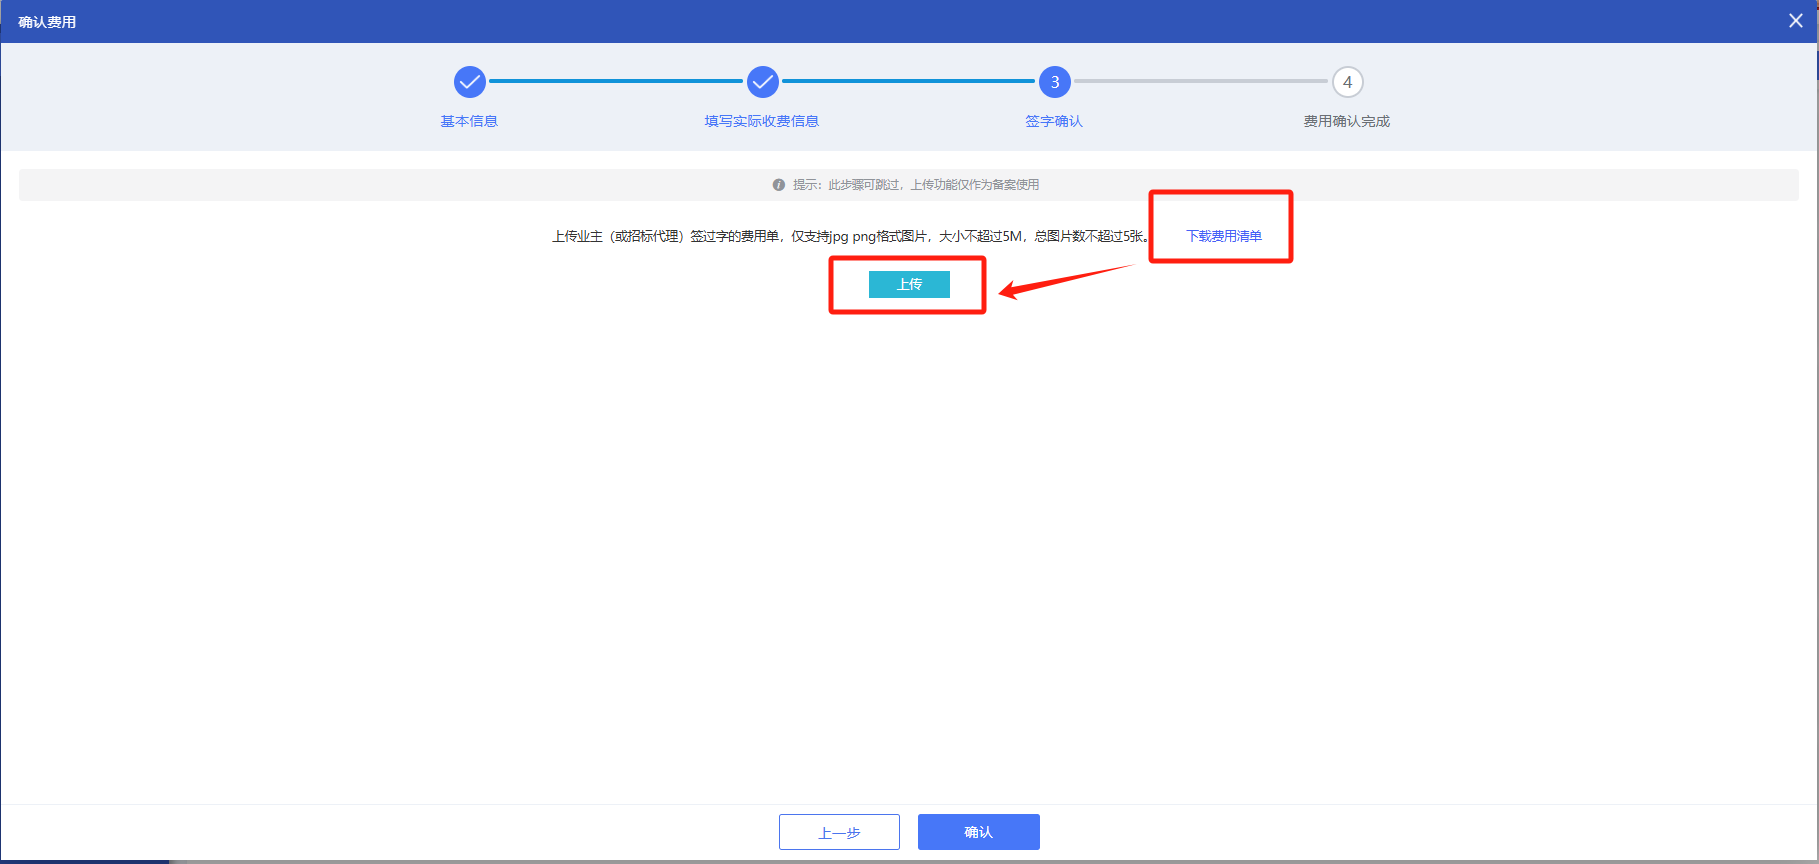 确认费用
3
4
基本信息
填写实际收费信息
签字确认
费用确认完成
提示：此步骤可跳过，上传功能仅作为备案使用
上传业主（或招标代理）签过字的费用单，仅支持jpg png格式图片，大小不超过5M，总图片数不超过5张。 下载费用清单
上传
上一步
确认